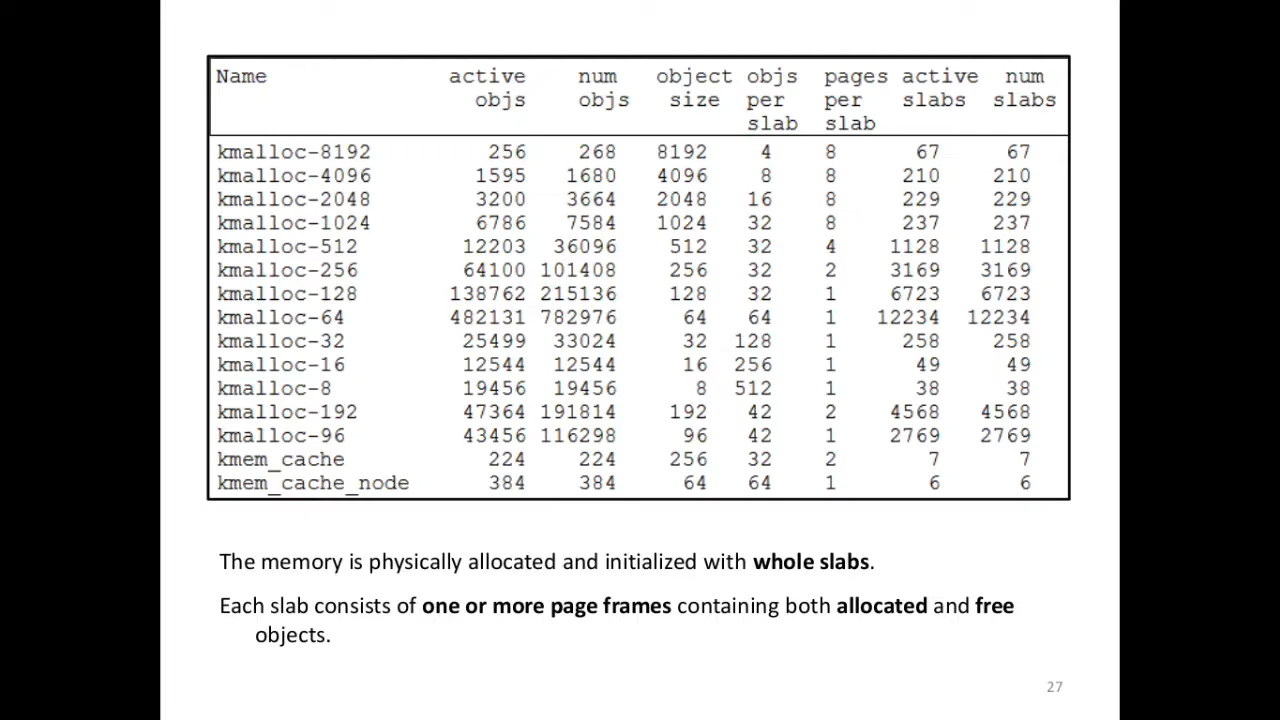 Name active num object objs pages active num
objs objs size per per slabs slabs
slab slab
kmalloc-8192 256 268 8192 4 8 67 67
kmalloc-4096 1595 1680 4096 8 8 210 210
kmalloc-2048 3200 3664 2048 16 8 229 229
kmalloc-1024 6786 7584 1024 32 8 237 237
kmalloc-512 12203 36096 512 32 4 1128 1128
kmalloc-256 64100 101408 256 32 2 3169 3169
kmalloc-128 138762 215136 128 32 1 6723 6723
kmalloc-64 482131 782976 64 64 1 12234 12234
kmalloc-32 25499 33024 32 128 1 258 258
kmalloc-16 12544 12544 16 256 1 49 49
kmalloc-8 19456 19456 8 512 1 38 38
kmalloc-192 47364 191814 192 42 2 4568 4568
kmalloc-96 43456 116298 96 42 1 2769 2769
kmem_cache 224 224 256 32 2 7 7
kmem_cache_node 384 384 64 64 1 6 6
The memory is physically allocated and initialized with whole slabs.
Each slab consists of one or more page frames containing both allocated and free
objects.
27